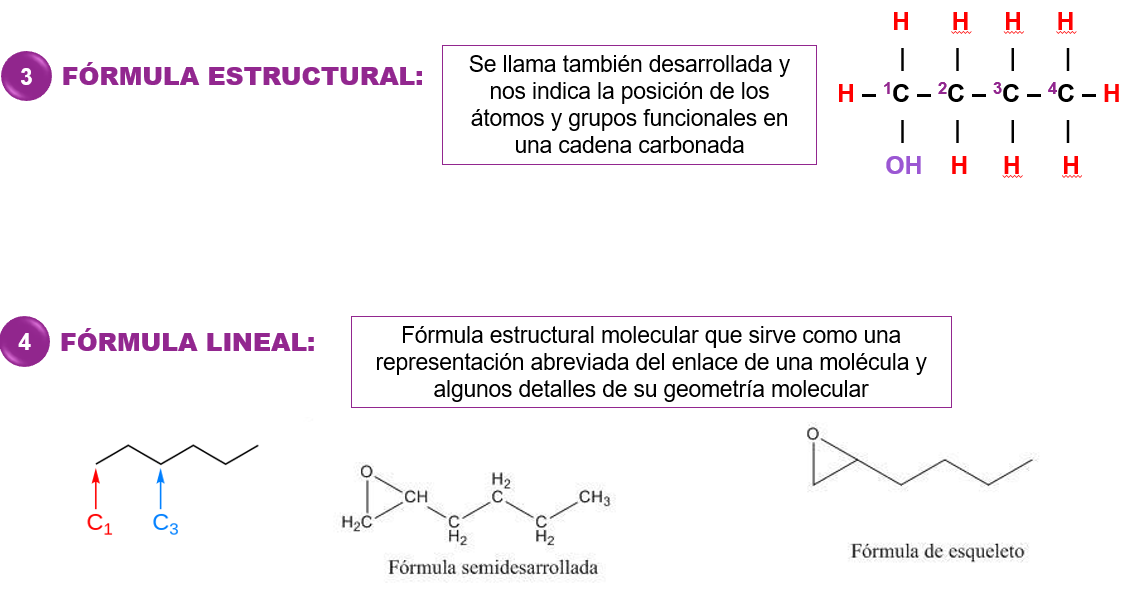 3 FÓRMULA ESTRUCTURAL:
Se llama también desarrollada y
nos indica la posición de los
átomos y grupos funcionales en
una cadena carbonada
H H H H
| | | |
H – ¹C – ²C – ³C – ⁴C – H
| | | |
OH H H H
4 FÓRMULA LINEAL:
Fórmula estructural molecular que sirve como una
representación abreviada del enlace de una molécula y
algunos detalles de su geometría molecular
C₁ C₃
O
H₂
CH C CH₃
H₂C C C
H₂ H₂
Fórmula semidesarrollada
O
Fórmula de esqueleto